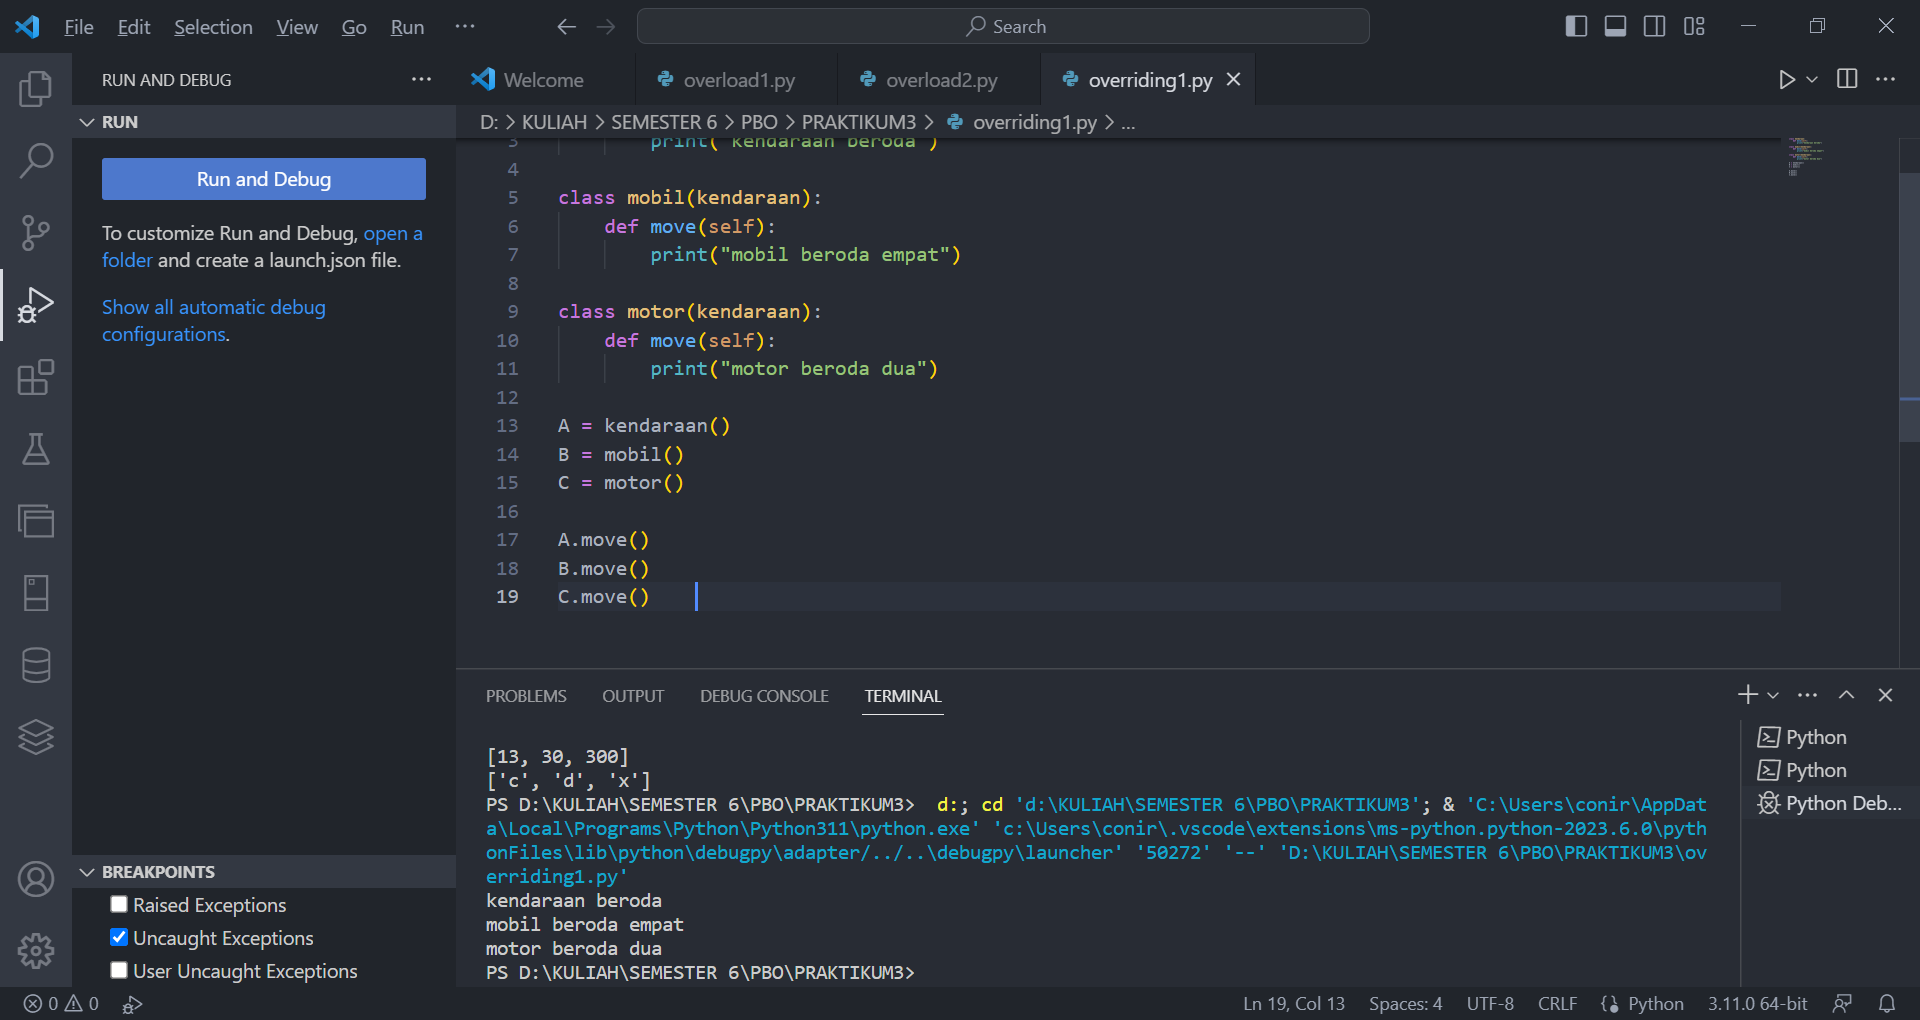 File Edit Selection View Go Run ··· Search
RUN AND DEBUG ···
Welcome overload1.py overload2.py overriding1.py
RUN
D: > KULIAH > SEMESTER 6 > PBO > PRAKTIKUM3 > overriding1.py > ...
Run and Debug
To customize Run and Debug, open a
folder and create a launch.json file.
Show all automatic debug
configurations.
3 print("kendaraan beroda")
4
5 class mobil(kendaraan):
6 def move(self):
7 print("mobil beroda empat")
8
9 class motor(kendaraan):
10 def move(self):
11 print("motor beroda dua")
12
13 A = kendaraan()
14 B = mobil()
15 C = motor()
16
17 A.move()
18 B.move()
19 C.move()
PROBLEMS OUTPUT DEBUG CONSOLE TERMINAL
[13, 30, 300]
['c', 'd', 'x']
PS D:\KULIAH\SEMESTER 6\PBO\PRAKTIKUM3> d:; cd 'd:\KULIAH\SEMESTER 6\PBO\PRAKTIKUM3'; & 'C:\Users\conir\AppDat
a\Local\Programs\Python\Python311\python.exe' 'c:\Users\conir\.vscode\extensions\ms-python.python-2023.6.0\pyth
onFiles\lib\python\debugpy\adapter/../..\debugpy\launcher' '50272' '--' 'D:\KULIAH\SEMESTER 6\PBO\PRAKTIKUM3\ov
erriding1.py'
kendaraan beroda
mobil beroda empat
motor beroda dua
PS D:\KULIAH\SEMESTER 6\PBO\PRAKTIKUM3>
Python
Python
Python Deb...
BREAKPOINTS
Raised Exceptions
Uncaught Exceptions
User Uncaught Exceptions
0 0 Ln 19, Col 13 Spaces: 4 UTF-8 CRLF Python 3.11.0 64-bit